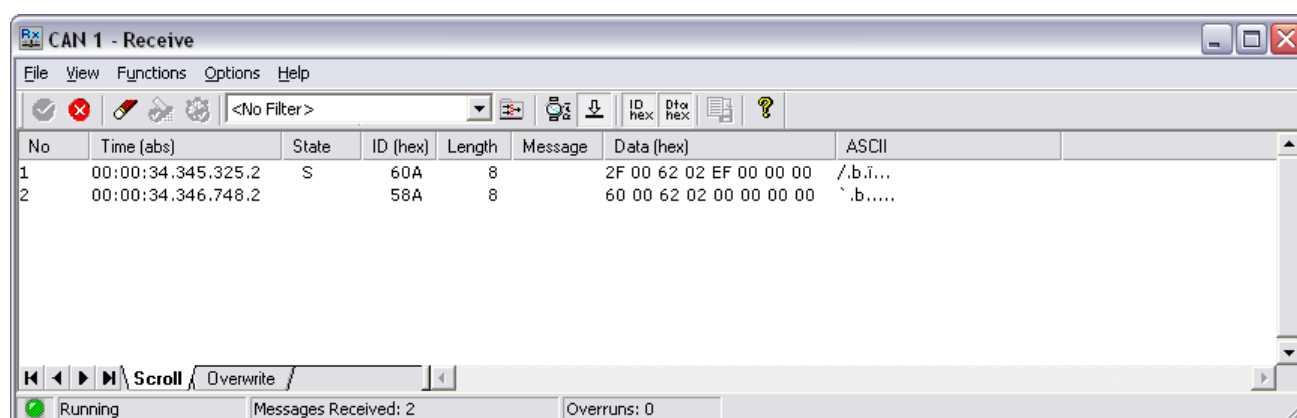 CAN 1 - Receive
File View Functions Options Help
<No Filter> ID hex Dta hex
No Time (abs) State ID (hex) Length Message Data (hex) ASCII
1 00:00:34.345.325.2 S 60A 8 2F 00 62 02 EF 00 00 00 /.b.ï...
2 00:00:34.346.748.2 58A 8 60 00 62 02 00 00 00 00 `.b.....
Scroll Overwrite
Running Messages Received: 2 Overruns: 0